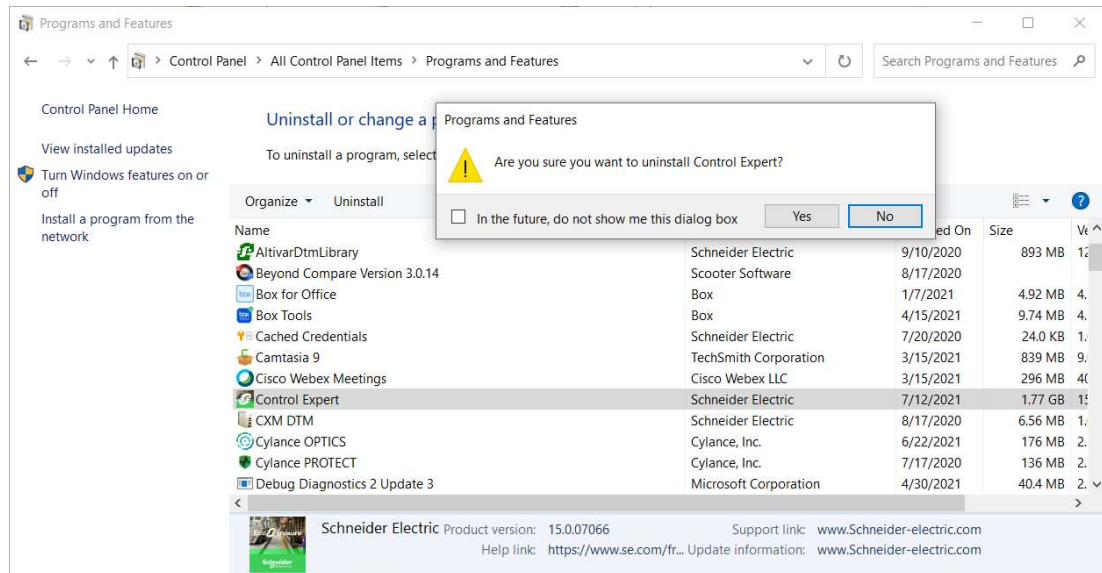 Programs and Features
Control Panel > All Control Panel Items > Programs and Features
Search Programs and Features
Control Panel Home
View installed updates
Turn Windows features on or
off
Install a program from the
network
Uninstall or change a
To uninstall a program, select
Programs and Features
Are you sure you want to uninstall Control Expert?
In the future, do not show me this dialog box Yes No
Organize Uninstall
Name ed On Size
AltivarDtmLibrary Schneider Electric 9/10/2020 893 MB 12
Beyond Compare Version 3.0.14 Scooter Software 8/17/2020
Box for Office Box 1/7/2021 4.92 MB 4.
Box Tools Box 4/15/2021 9.74 MB 4.
Cached Credentials Schneider Electric 7/20/2020 24.0 KB 1.
Camtasia 9 TechSmith Corporation 3/15/2021 839 MB 9.
Cisco Webex Meetings Cisco Webex LLC 3/15/2021 296 MB 40
Control Expert Schneider Electric 7/12/2021 1.77 GB 15
CXM DTM Schneider Electric 8/17/2020 6.56 MB 1.
Cylance OPTICS Cylance, Inc. 6/22/2021 176 MB 2.
Cylance PROTECT Cylance, Inc. 7/17/2020 136 MB 2.
Debug Diagnostics 2 Update 3 Microsoft Corporation 4/30/2021 40.4 MB 2.
Schneider Electric Product version: 15.0.07066 Support link: www.Schneider-electric.com
Help link: https://www.se.com/fr... Update information: www.Schneider-electric.com